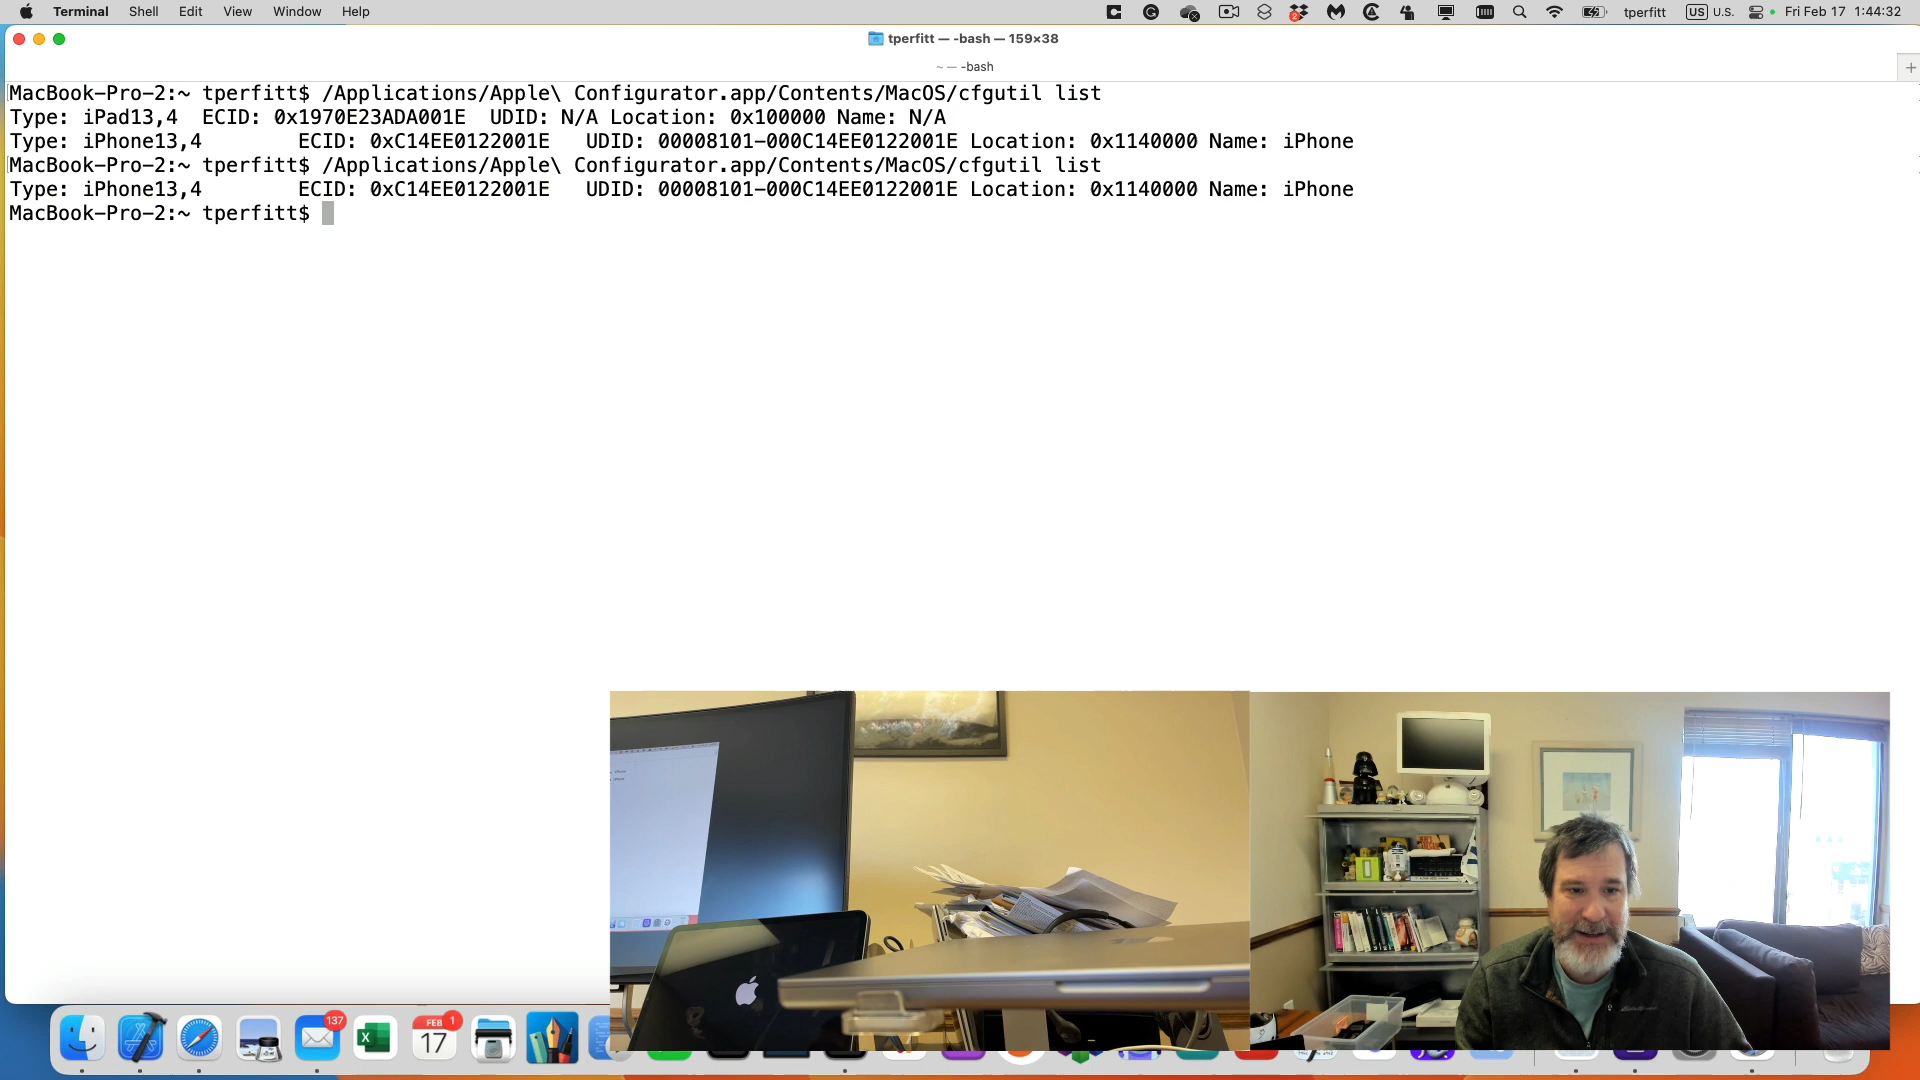 Terminal Shell Edit View Window Help
2
tperfitt US U.S. Fri Feb 17 1:44:32
tperfitt — -bash — 159×38
~ — -bash
MacBook-Pro-2:~ tperfitt$ /Applications/Apple\ Configurator.app/Contents/MacOS/cfgutil list
Type: iPad13,4 ECID: 0x1970E23ADA001E UDID: N/A Location: 0x100000 Name: N/A
Type: iPhone13,4 ECID: 0xC14EE0122001E UDID: 00008101-000C14EE0122001E Location: 0x1140000 Name: iPhone
MacBook-Pro-2:~ tperfitt$ /Applications/Apple\ Configurator.app/Contents/MacOS/cfgutil list
Type: iPhone13,4 ECID: 0xC14EE0122001E UDID: 00008101-000C14EE0122001E Location: 0x1140000 Name: iPhone
MacBook-Pro-2:~ tperfitt$
137
FEB 1
17